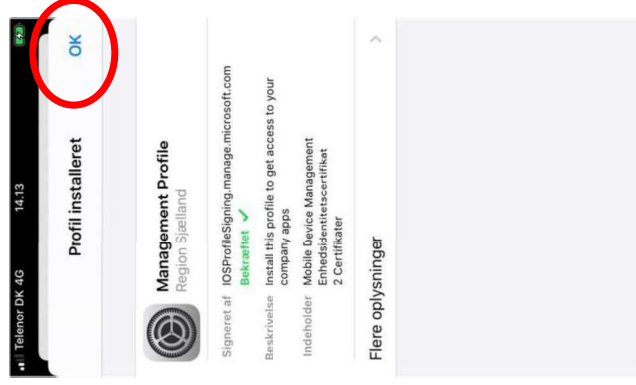 Telenor DK 4G 14.13
Profil installeret OK
Management Profile
Region Sjælland
Signeret af IOSProfileSigning.manage.microsoft.com
Bekræftet ✓
Beskrivelse Install this profile to get access to your
company apps
Indeholder Mobile Device Management
Enhedsidentitetscertifikat
2 Certifikater
Flere oplysninger